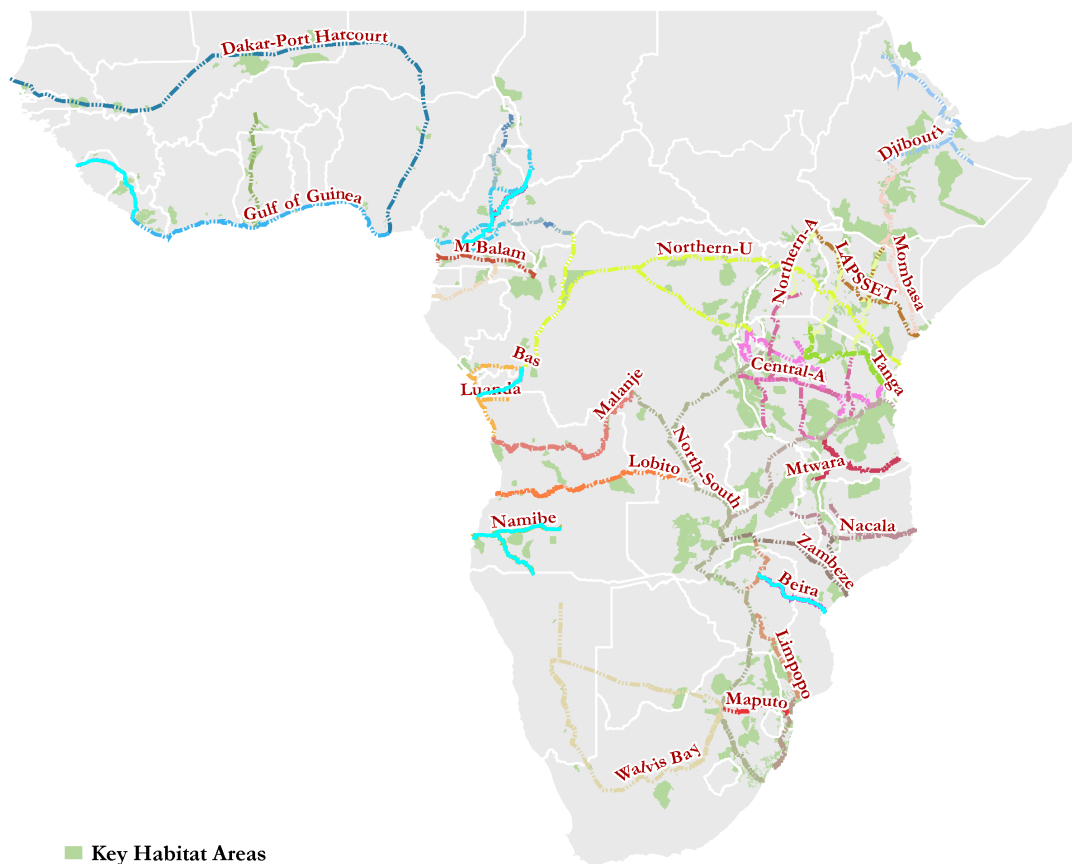 Dakar-Port Harcourt
Djibouti
Gulf of Guinea
M'Balam
Northern-U
Northern-A
LAPSSET
Mombasa
Bas
Central-A
Tanga
Luanda
Malanje
North-South
Lobito
Mtwara
Namibe
Nacala
Zambeze
Beira
Limpopo
Maputo
Walvis Bay
Key Habitat Areas